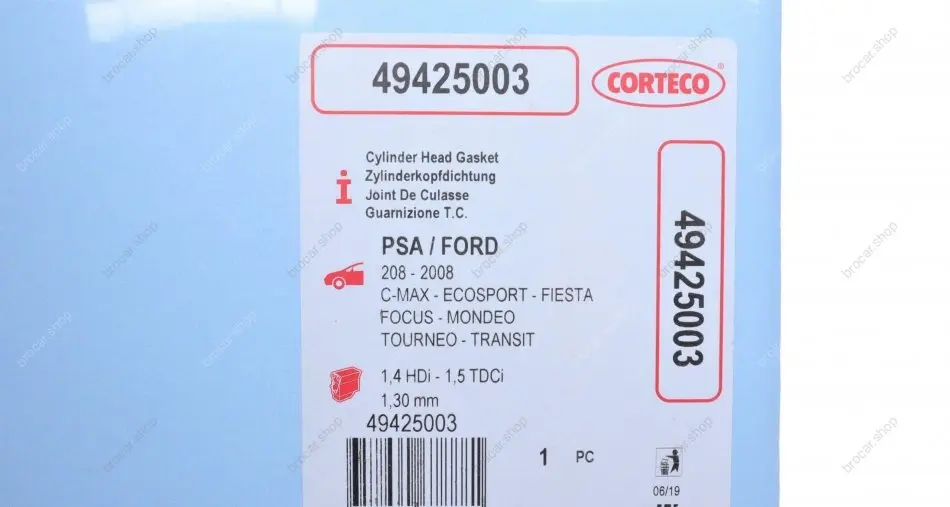 49425003
CORTECO®
Cylinder Head Gasket
Zylinderkopfdichtung
Joint De Culasse
Guarnizione T.C.
PSA / FORD
208 - 2008
C-MAX - ECOSPORT - FIESTA
FOCUS - MONDEO
TOURNEO - TRANSIT
1,4 HDi - 1,5 TDCi
1,30 mm
49425003
1 PC
06/19
49425003
brocar.shop